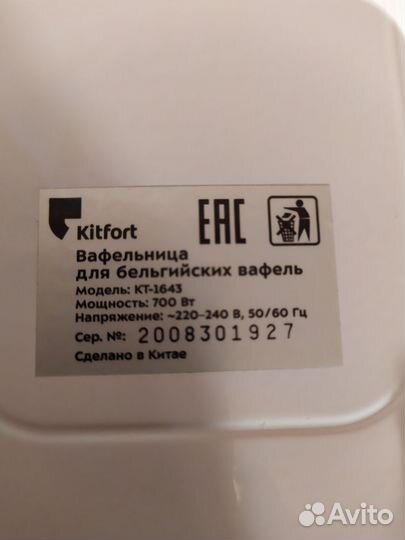 Kitfort
EAC
Вафельница
для бельгийских вафель
Модель: КТ-1643
Мощность: 700 Вт
Напряжение: ~220-240 В, 50/60 Гц
Сер. №: 2008301927
Сделано в Китае
Avito